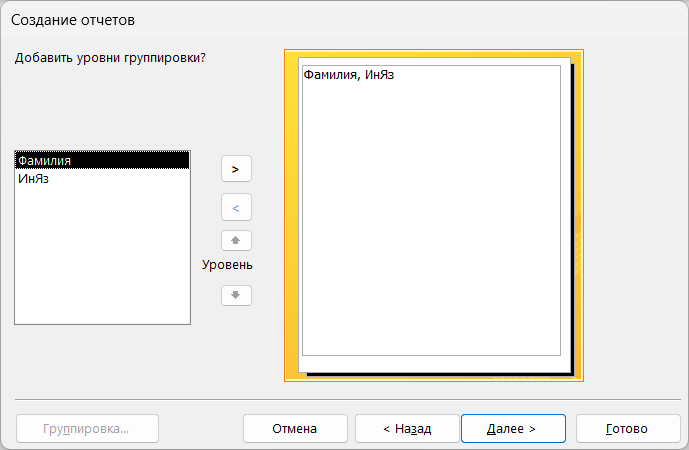 Создание отчетов
Добавить уровни группировки?
Фамилия, ИнЯз
Фамилия
ИнЯз
>
<
Уровень
Группировка...
Отмена
< Назад
Далее >
Готово